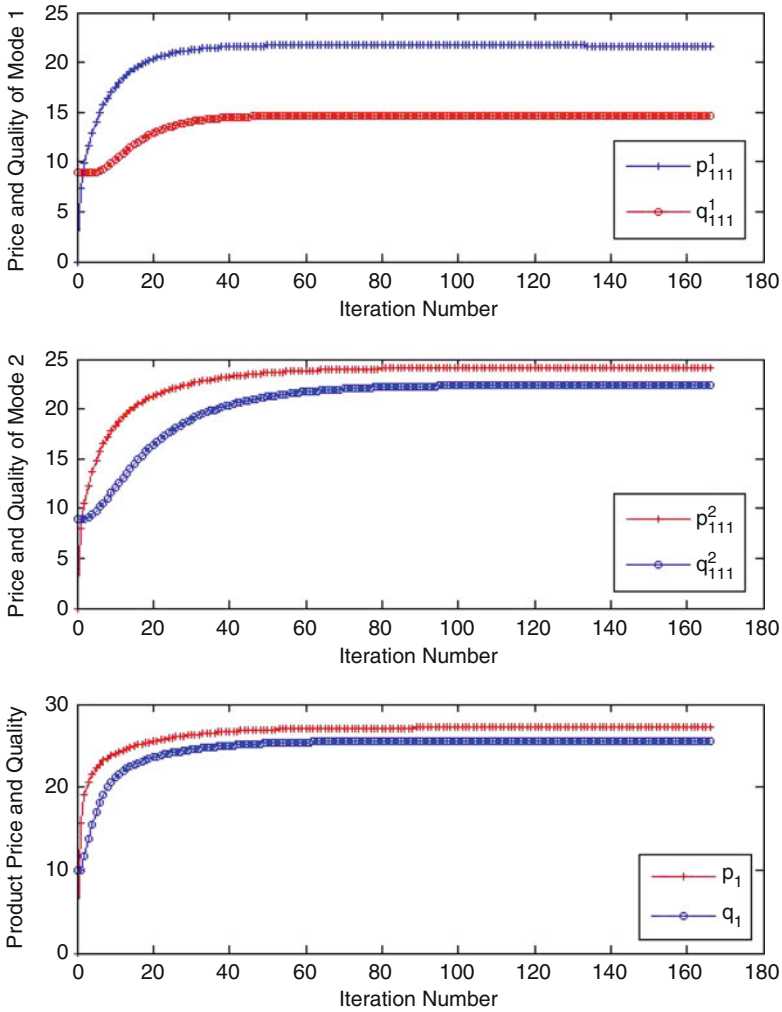 Price and Quality of Mode 1
25
20
15
10
5
0
p¹₁₁₁
q¹₁₁₁
0 20 40 60 80 100 120 140 160 180
Iteration Number
Price and Quality of Mode 2
25
20
15
10
5
0
p²₁₁₁
q²₁₁₁
0 20 40 60 80 100 120 140 160 180
Iteration Number
Product Price and Quality
30
20
10
0
p₁
q₁
0 20 40 60 80 100 120 140 160 180
Iteration Number